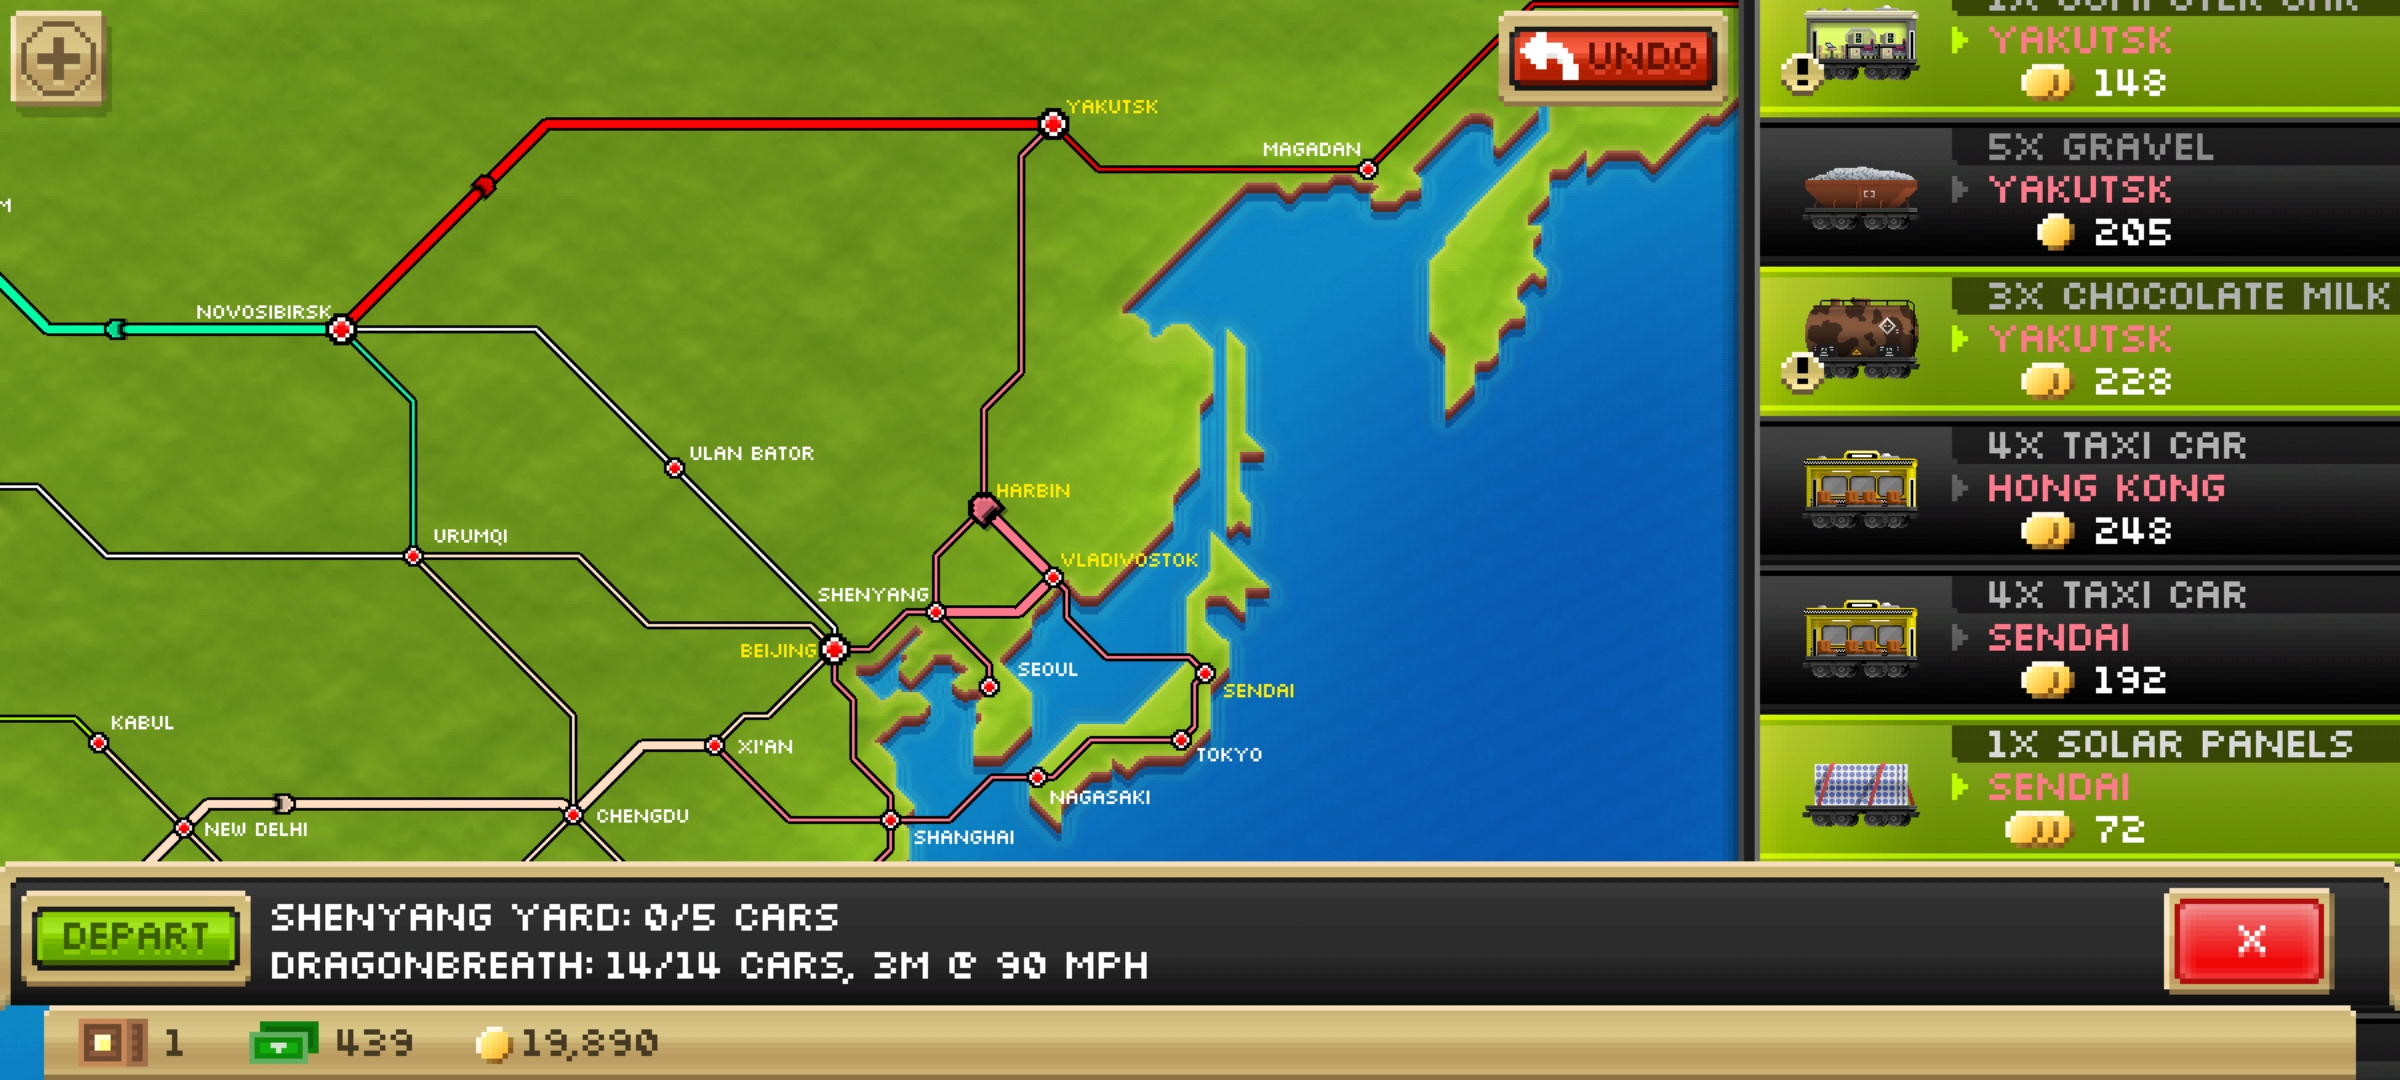 UNDO
YAKUTSK
MAGADAN
M
NOVOSIBIRSK
ULAN BATOR
HARBIN
URUMQI
VLADIVOSTOK
SHENYANG
BEIJING
SEOUL
SENDAI
KABUL
XI'AN
TOKYO
NAGASAKI
CHENGDU
NEW DELHI
SHANGHAI
1X COMPUTER CAR
YAKUTSK
148
5X GRAVEL
YAKUTSK
205
3X CHOCOLATE MILK
YAKUTSK
228
4X TAXI CAR
HONG KONG
248
4X TAXI CAR
SENDAI
192
1X SOLAR PANELS
SENDAI
72
DEPART
SHENYANG YARD: 0/5 CARS
DRAGONBREATH: 14/14 CARS, 3M @ 90 MPH
X
1
439
19,890